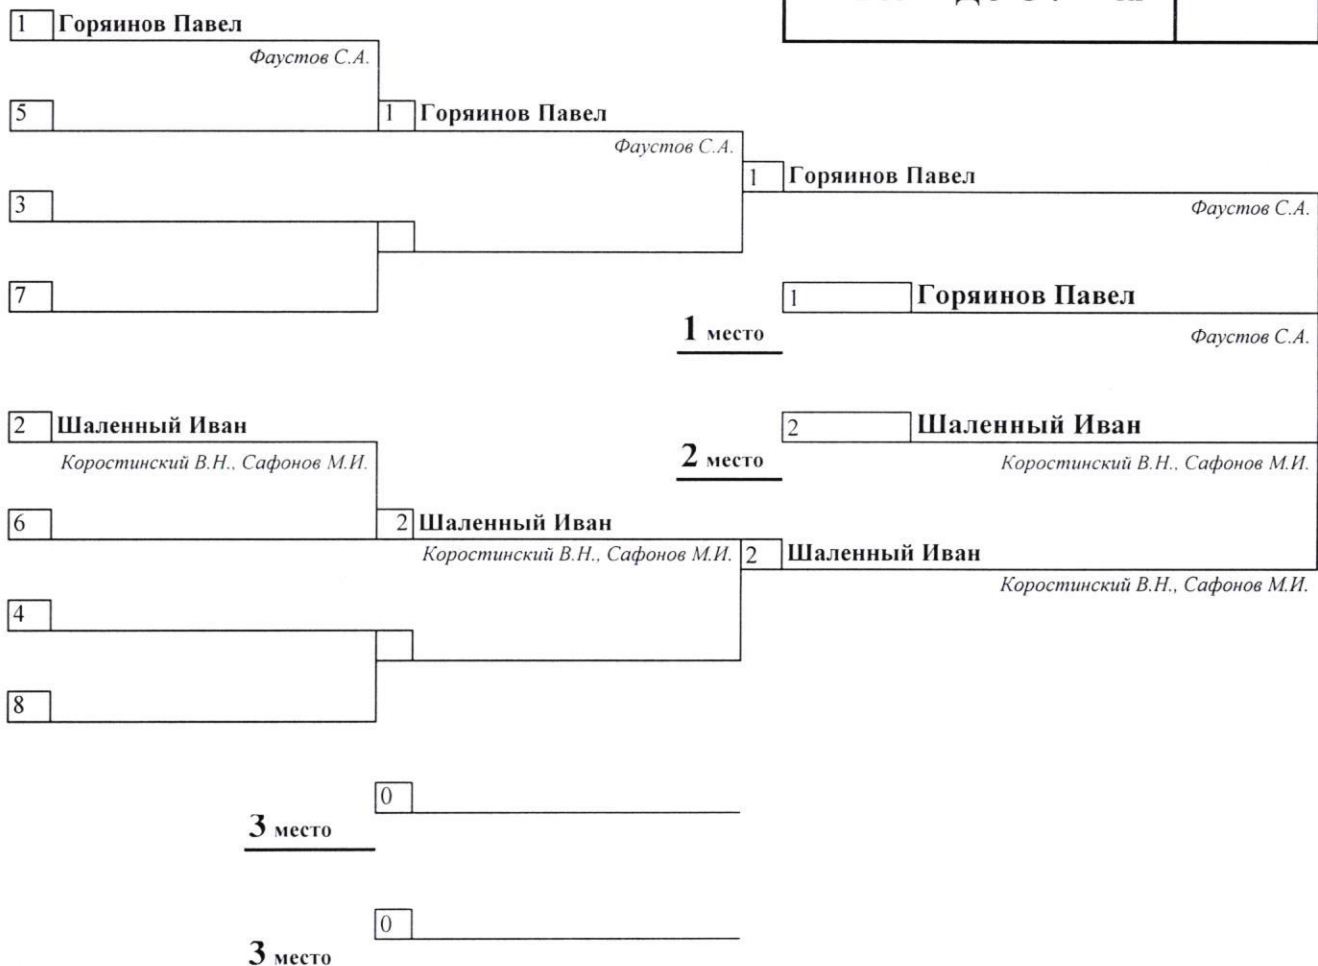 1 Горяинов Павел
Фаустов С.А.
5
1 Горяинов Павел
Фаустов С.А.
3
1 Горяинов Павел
Фаустов С.А.
7
1 Горяинов Павел
1 место
Фаустов С.А.
2 Шаленный Иван
Коростинский В.Н., Сафонов М.И.
2 Шаленный Иван
2 место
Коростинский В.Н., Сафонов М.И.
6
2 Шаленный Иван
Коростинский В.Н., Сафонов М.И.
2 Шаленный Иван
Коростинский В.Н., Сафонов М.И.
4
8
0
3 место
0
3 место